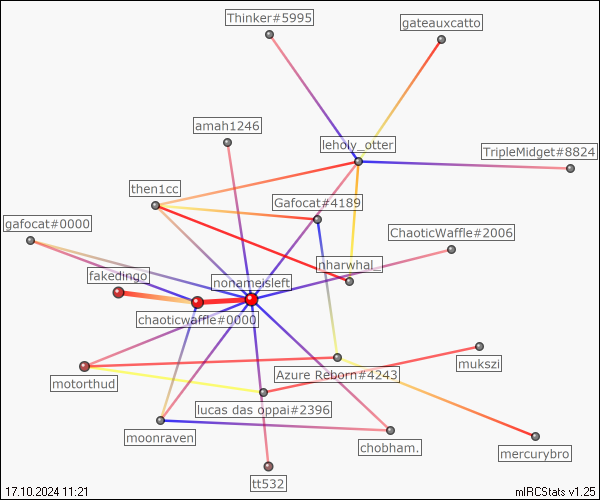 Thinker#5995
gateauxcatto
amah1246
leholy_otter
TripleMidget#8824
then1cc
Gafocat#4189
gafocat#0000
ChaoticWaffle#2006
nharwhal_
fakedingo
nonameisleft
chaoticwaffle#0000
mukszi
Azure Reborn#4243
motorthud
lucas das oppai#2396
moonraven
chobham.
mercurybro
tt532
17.10.2024 11:21
mIRCStats v1.25